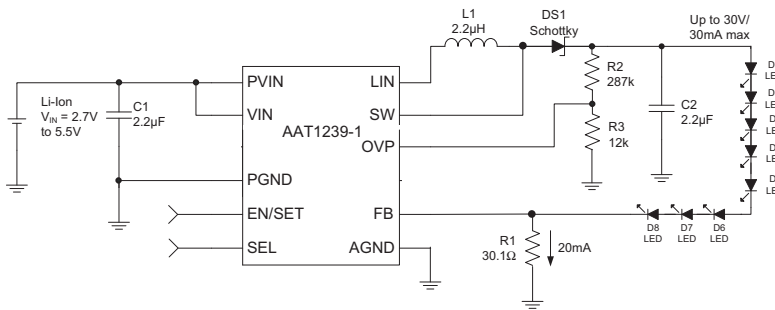 L1
2.2µH
DS1
Schottky
Up to 30V/
30mA max
PVIN
LIN
R2
287k
Li-Ion
VIN = 2.7V
to 5.5V
C1
2.2µF
VIN
SW
AAT1239-1
OVP
R3
12k
C2
2.2µF
PGND
EN/SET
FB
D8
LED
D7
LED
D6
LED
SEL
AGND
R1
30.1Ω
20mA